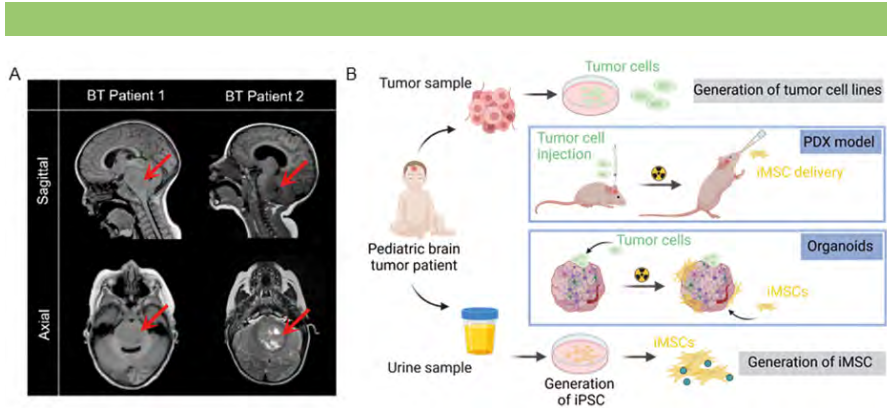 A
BT Patient 1
BT Patient 2
Sagittal
Axial
B
Tumor sample
Tumor cells
Generation of tumor cell lines
Tumor cell
injection
PDX model
iMSC delivery
Pediatric brain
tumor patient
Tumor cells
Organoids
iMSCs
Urine sample
Generation
of iPSC
iMSCs
Generation of iMSC